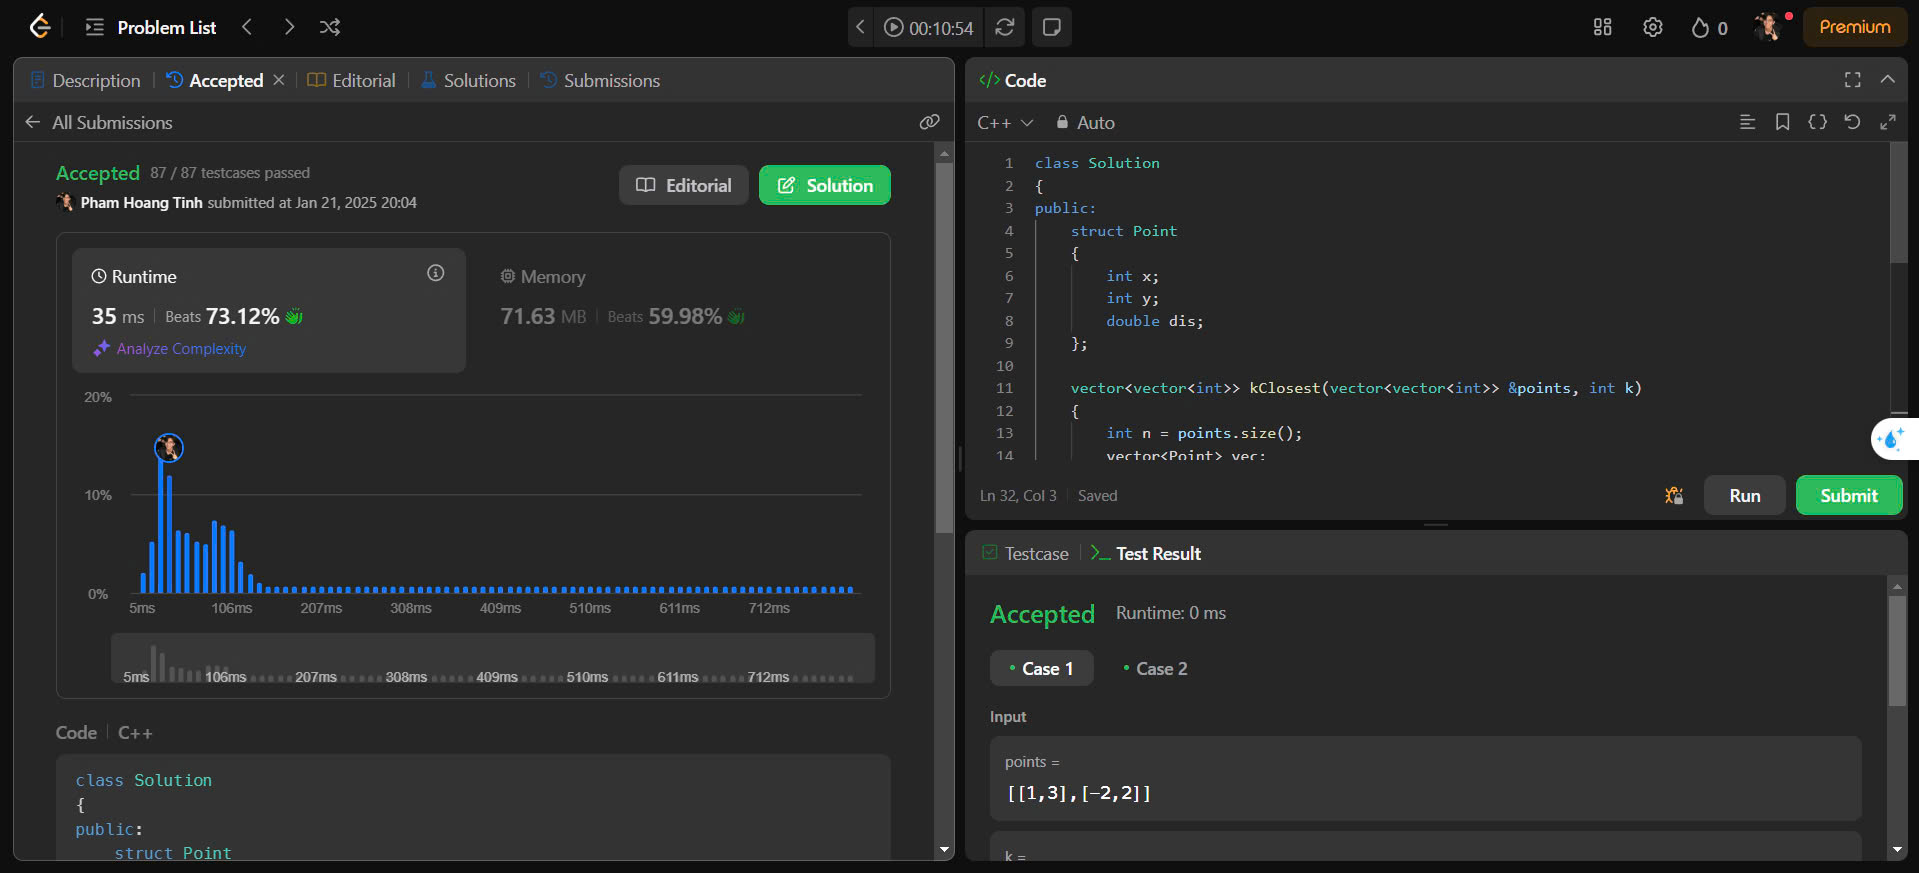 Problem List
00:10:54
0
Premium
Description
Accepted
Editorial
Solutions
Submissions
All Submissions
Accepted 87 / 87 testcases passed
Pham Hoang Tinh submitted at Jan 21, 2025 20:04
Editorial
Solution
Runtime
35 ms Beats 73.12%
Analyze Complexity
Memory
71.63 MB Beats 59.98%
20%
10%
0%
5ms 106ms 207ms 308ms 409ms 510ms 611ms 712ms
5ms 106ms 207ms 308ms 409ms 510ms 611ms 712ms
Code C++
class Solution
{
public:
struct Point
</> Code
C++ Auto
1 class Solution
2 {
3 public:
4 struct Point
5 {
6 int x;
7 int y;
8 double dis;
9 };
10
11 vector<vector<int>> kClosest(vector<vector<int>> &points, int k)
12 {
13 int n = points.size();
14 vector<Point> vec;
Ln 32, Col 3 Saved
Run
Submit
Testcase
>_ Test Result
Accepted Runtime: 0 ms
Case 1
Case 2
Input
points =
[[1,3],[-2,2]]
k =